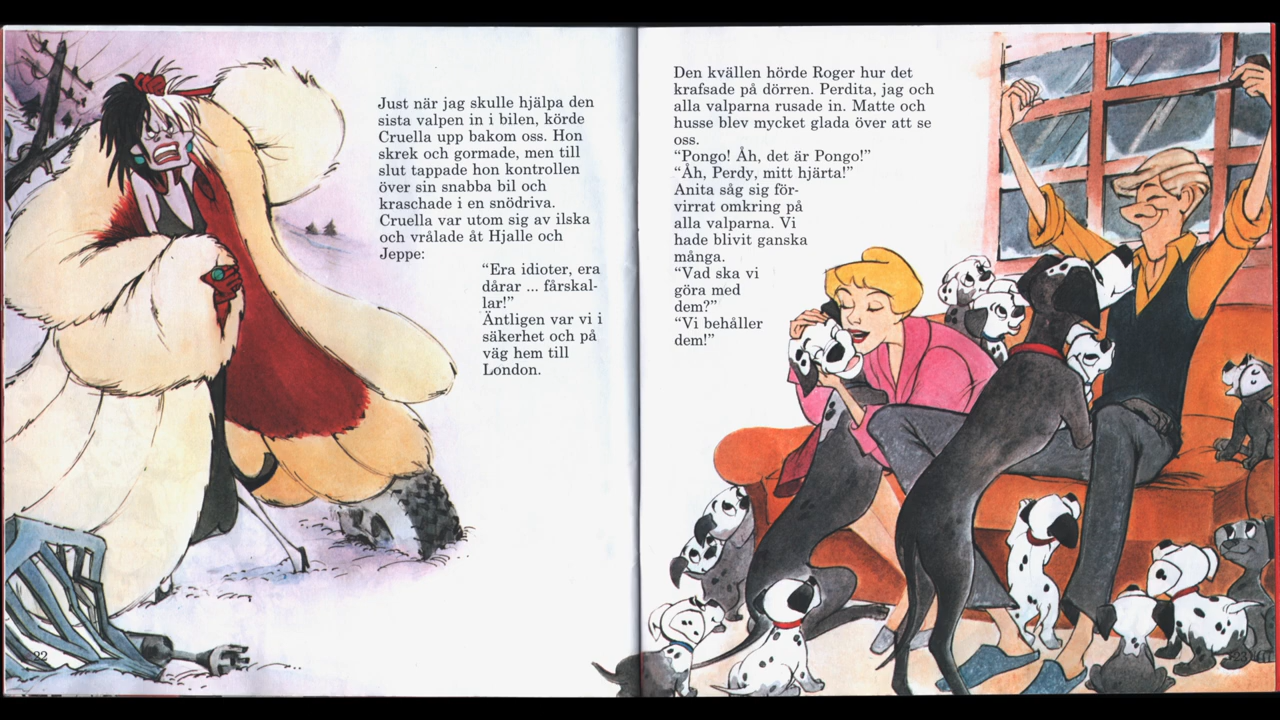 Just när jag skulle hjälpa den
sista valpen in i bilen, körde
Cruella upp bakom oss. Hon
skrek och gormade, men till
slut tappade hon kontrollen
över sin snabba bil och
kraschade i en snödriva.
Cruella var utom sig av ilska
och vrålade åt Hjalle och
Jeppe:
“Era idioter, era
dårar ... fårskal-
lar!”
Äntligen var vi i
säkerhet och på
väg hem till
London.
22
Den kvällen hörde Roger hur det
krafsade på dörren. Perdita, jag och
alla valparna rusade in. Matte och
husse blev mycket glada över att se
oss.
“Pongo! Åh, det är Pongo!”
“Åh, Perdy, mitt hjärta!”
Anita såg sig för-
virrat omkring på
alla valparna. Vi
hade blivit ganska
många.
“Vad ska vi
göra med
dem?”
“Vi behåller
dem!”
23